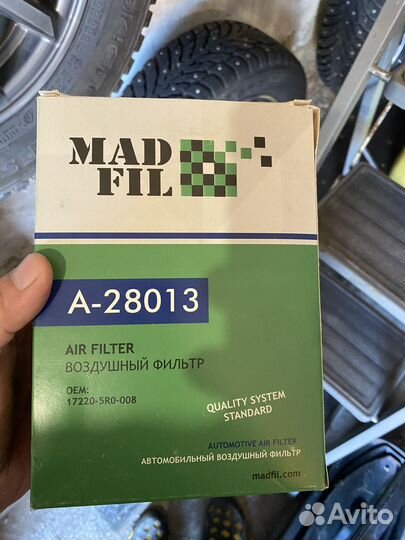 MAD
FIL
A-28013
AIR FILTER
ВОЗДУШНЫЙ ФИЛЬТР
OEM:
17220-5R0-008
QUALITY SYSTEM
STANDARD
AUTOMOTIVE AIR FILTER
АВТОМОБИЛЬНЫЙ ВОЗДУШНЫЙ ФИЛЬТР
madfil.com
Avito